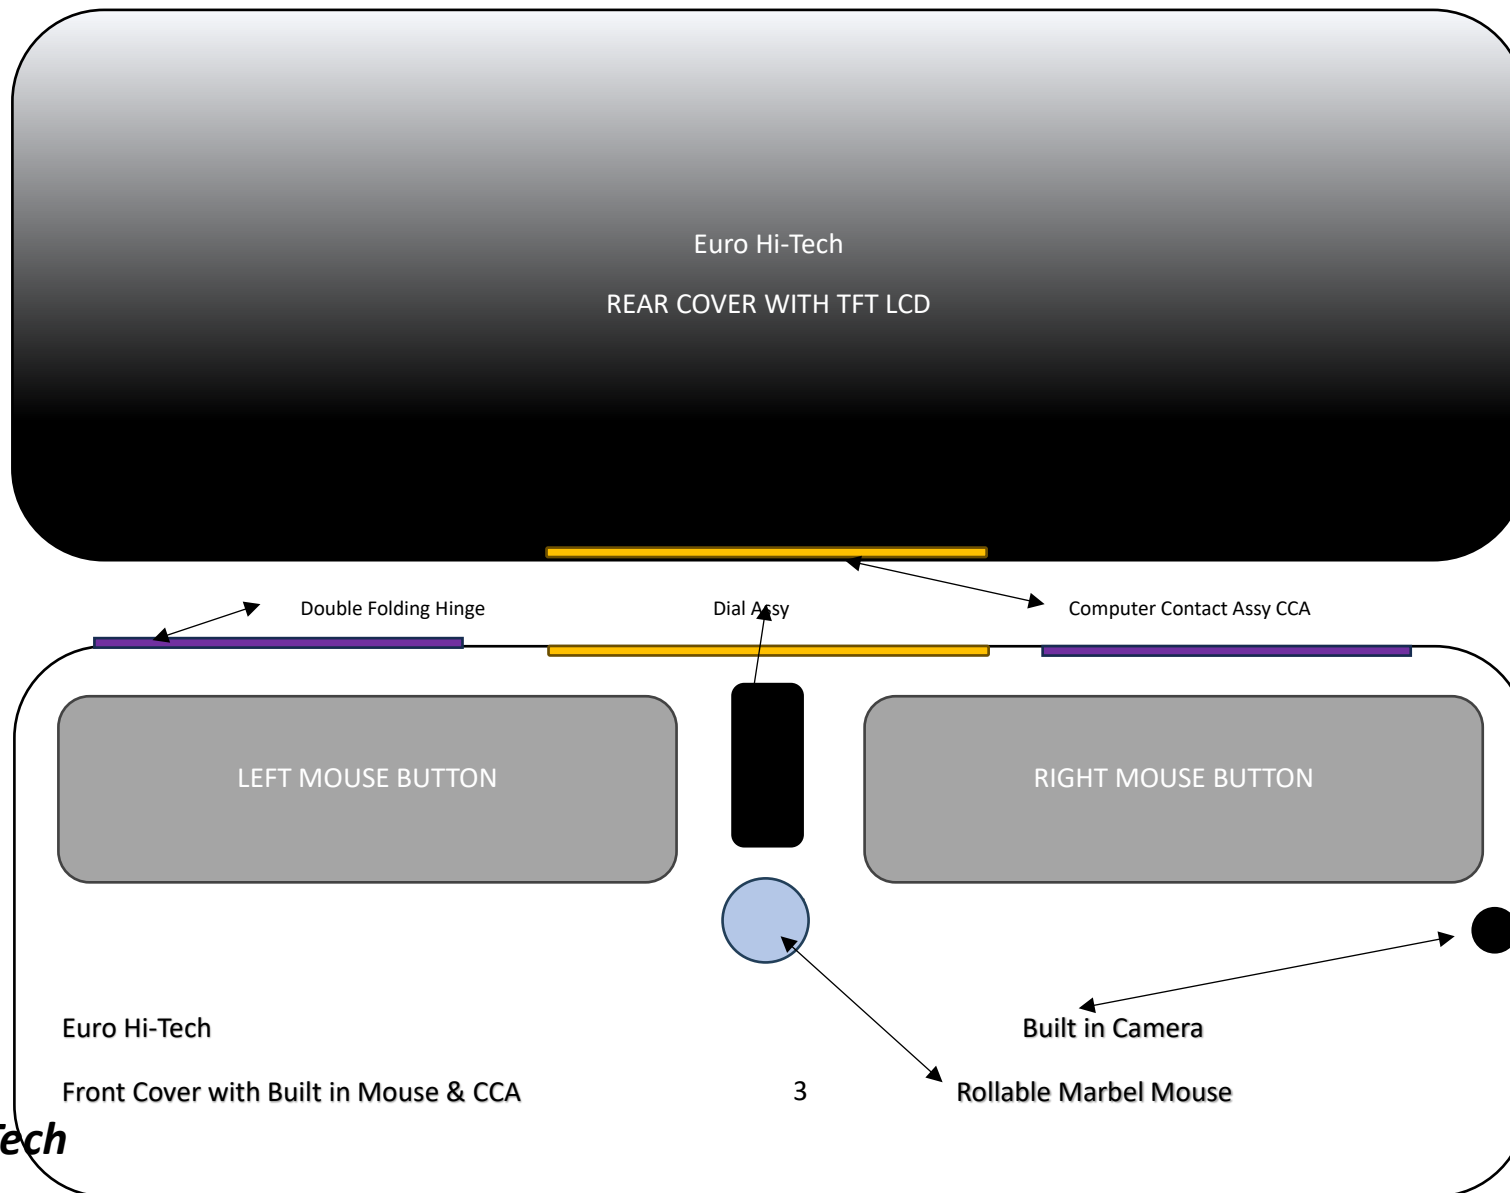 Euro Hi-Tech
REAR COVER WITH TFT LCD
Double Folding Hinge
Dial Assy
Computer Contact Assy CCA
LEFT MOUSE BUTTON
RIGHT MOUSE BUTTON
Euro Hi-Tech
Built in Camera
Front Cover with Built in Mouse & CCA
3
Rollable Marbel Mouse
Tech